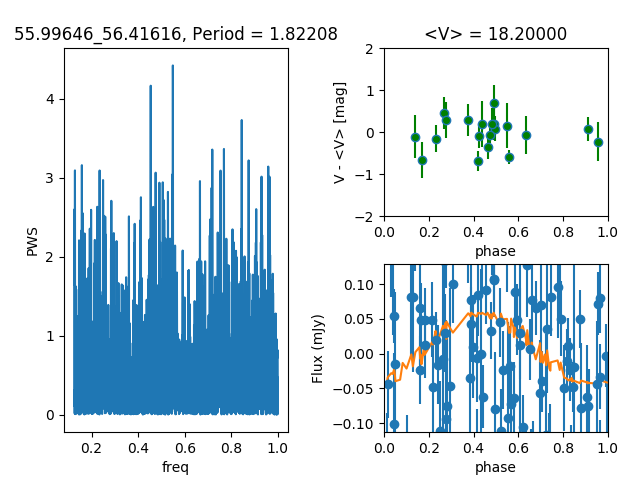 55.99646_56.41616, Period = 1.82208
PWS
4
3
2
1
0
0.2 0.4 0.6 0.8 1.0
freq
<V> = 18.20000
V - <V> [mag]
2
1
0
−1
−2
0.0 0.2 0.4 0.6 0.8 1.0
phase
Flux (mJy)
0.10
0.05
0.00
−0.05
−0.10
0.0 0.2 0.4 0.6 0.8 1.0
phase